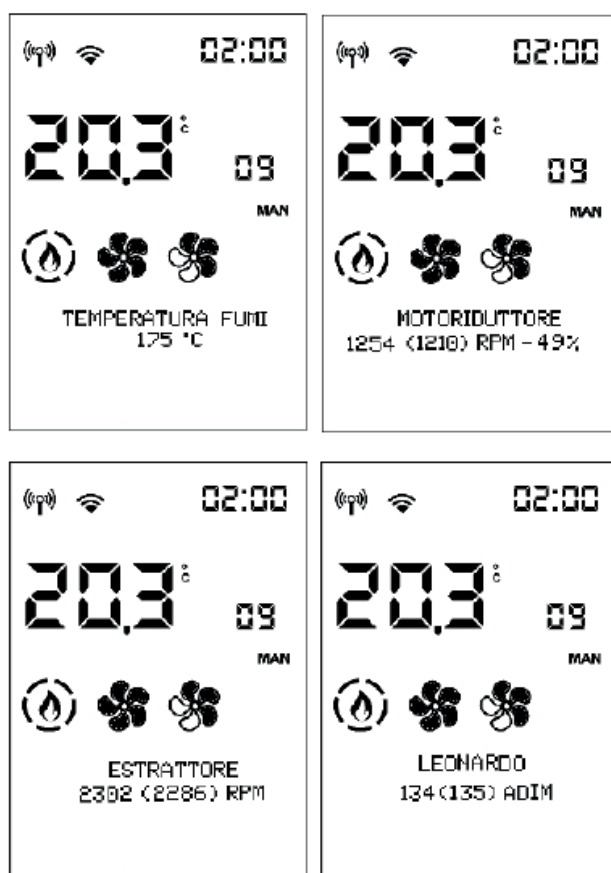 02:00
20.3 °C
09
MAN
TEMPERATURA FUMI
175 °C
02:00
20.3 °C
09
MAN
MOTORIDUTTORE
1254 (1210) RPM - 49%
02:00
20.3 °C
09
MAN
ESTRATTORE
2302 (2286) RPM
02:00
20.3 °C
09
MAN
LEONARDO
134(135) ADIM